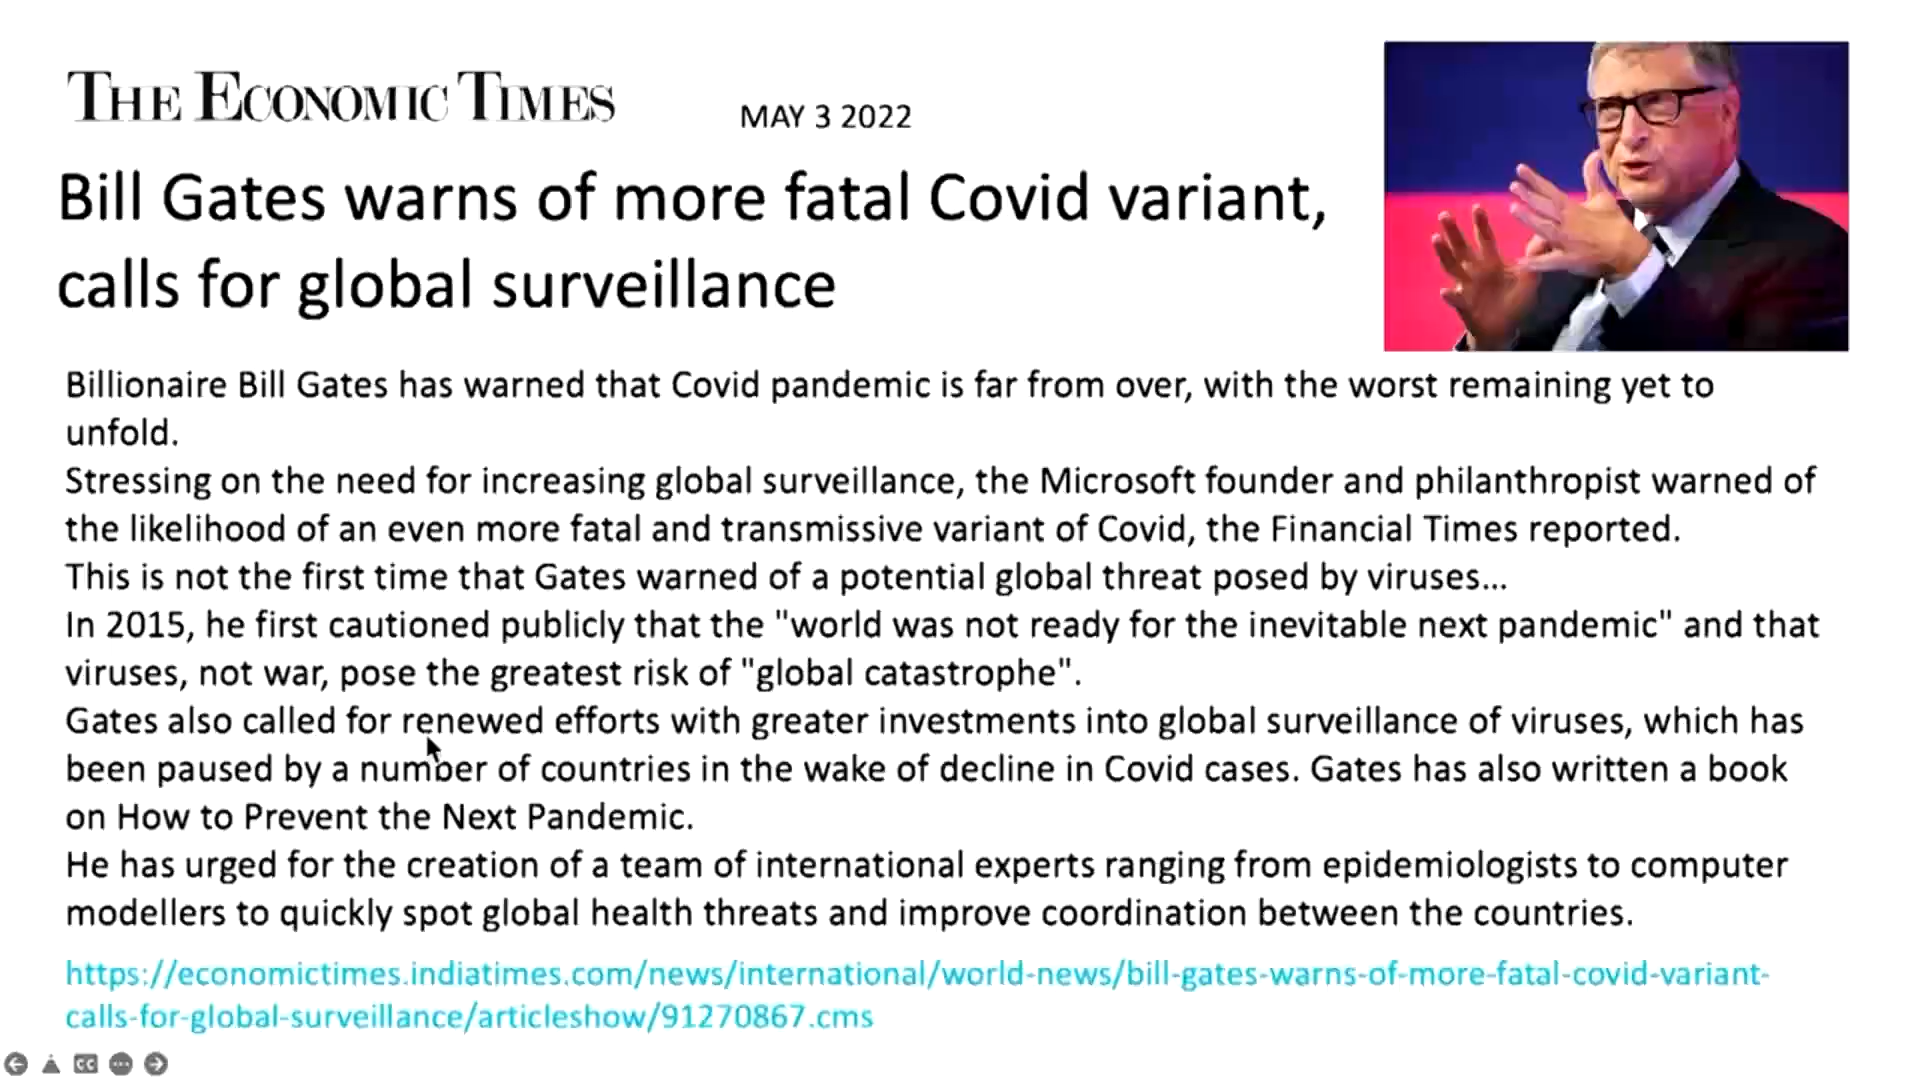 THE ECONOMIC TIMES
MAY 3 2022
Bill Gates warns of more fatal Covid variant,
calls for global surveillance
Billionaire Bill Gates has warned that Covid pandemic is far from over, with the worst remaining yet to
unfold.
Stressing on the need for increasing global surveillance, the Microsoft founder and philanthropist warned of
the likelihood of an even more fatal and transmissive variant of Covid, the Financial Times reported.
This is not the first time that Gates warned of a potential global threat posed by viruses...
In 2015, he first cautioned publicly that the "world was not ready for the inevitable next pandemic" and that
viruses, not war, pose the greatest risk of "global catastrophe".
Gates also called for renewed efforts with greater investments into global surveillance of viruses, which has
been paused by a number of countries in the wake of decline in Covid cases. Gates has also written a book
on How to Prevent the Next Pandemic.
He has urged for the creation of a team of international experts ranging from epidemiologists to computer
modellers to quickly spot global health threats and improve coordination between the countries.
https://economictimes.indiatimes.com/news/international/world-news/bill-gates-warns-of-more-fatal-covid-variant-
calls-for-global-surveillance/articleshow/91270867.cms
CC